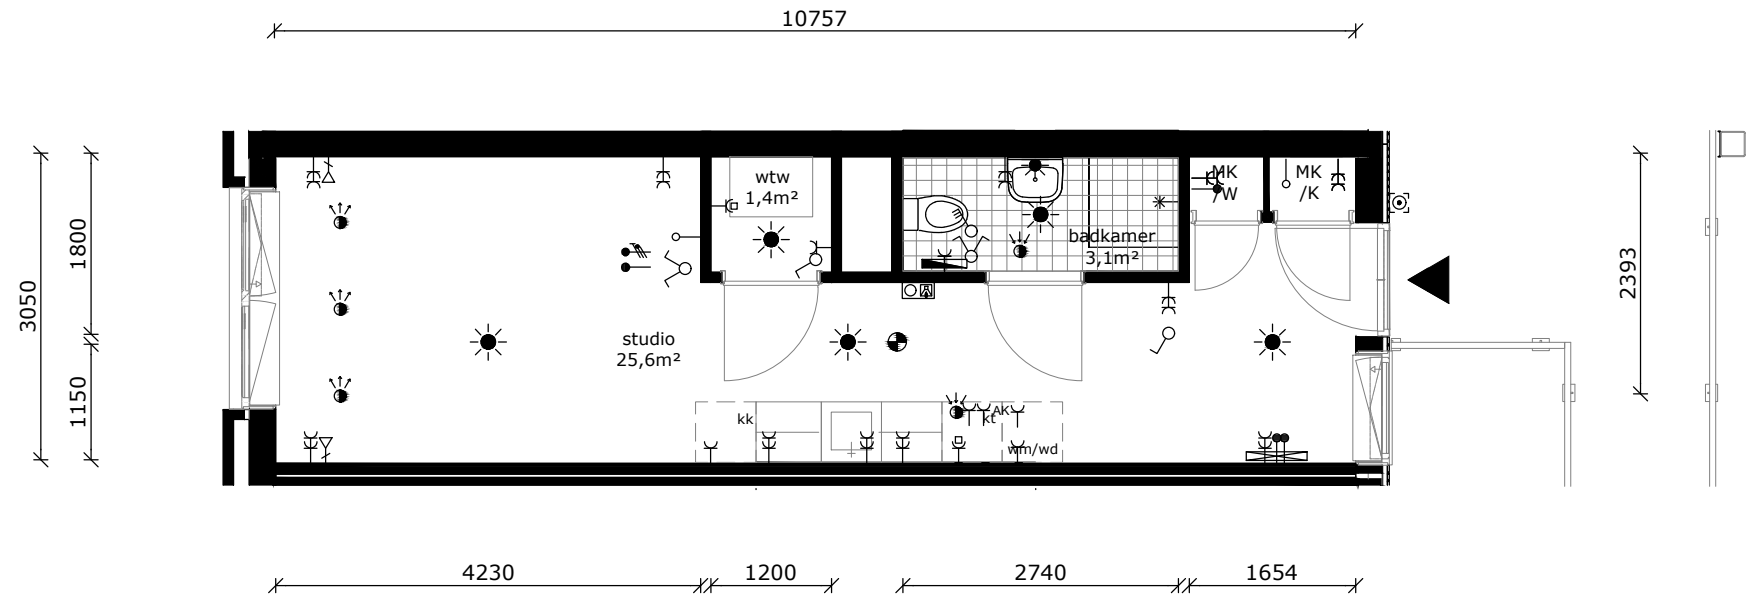 10757
wtw
1,4m²
MK
/W
MK
/K
badkamer
3,1m²
1800
3050
2393
studio
25,6m²
1150
kk
AK
kt
wm/wd
4230
1200
2740
1654